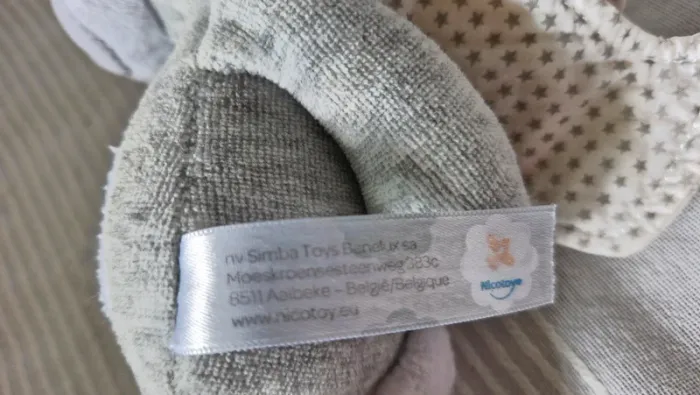 nv Simba Toys Benelux sa
Moeskroensesteenweg 383c
8511 Aalbeke – België/Belgique
www.nicotoy.eu
Nicotoy